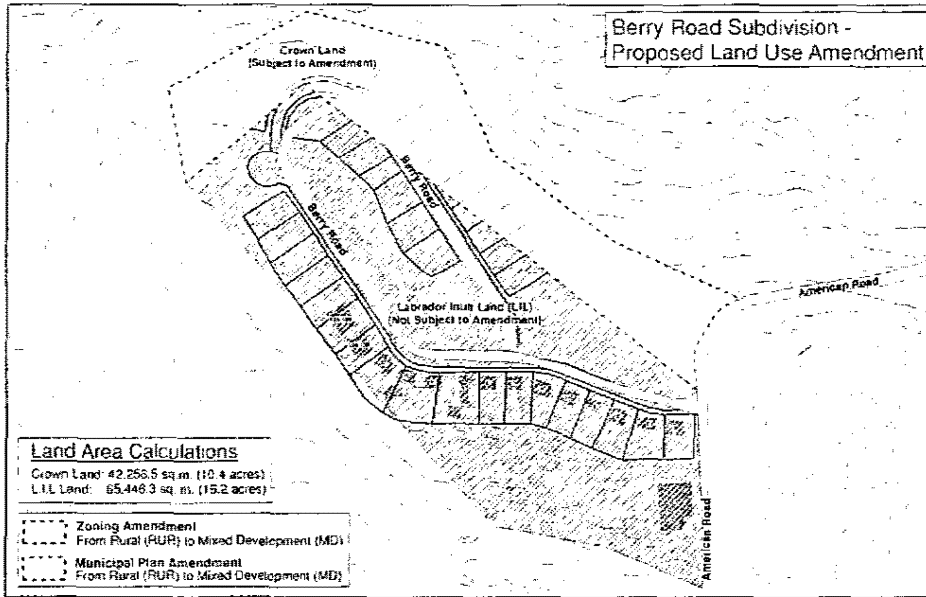 Berry Road Subdivision -
Proposed Land Use Amendment
Crown Land
(Subject to Amendment)
Berry Road
Berry Road
American Road
Labrador Inuit Land (LIL)
(Not Subject to Amendment)
American Road
Land Area Calculations
Crown Land: 42,256.5 sq.m. (10.4 acres)
L.I.L Land: 65,446.3 sq. m. (15.2 acres)
Zoning Amendment
From Rural (RUR) to Mixed Development (MD)
Municipal Plan Amendment
From Rural (RUR) to Mixed Development (MD)